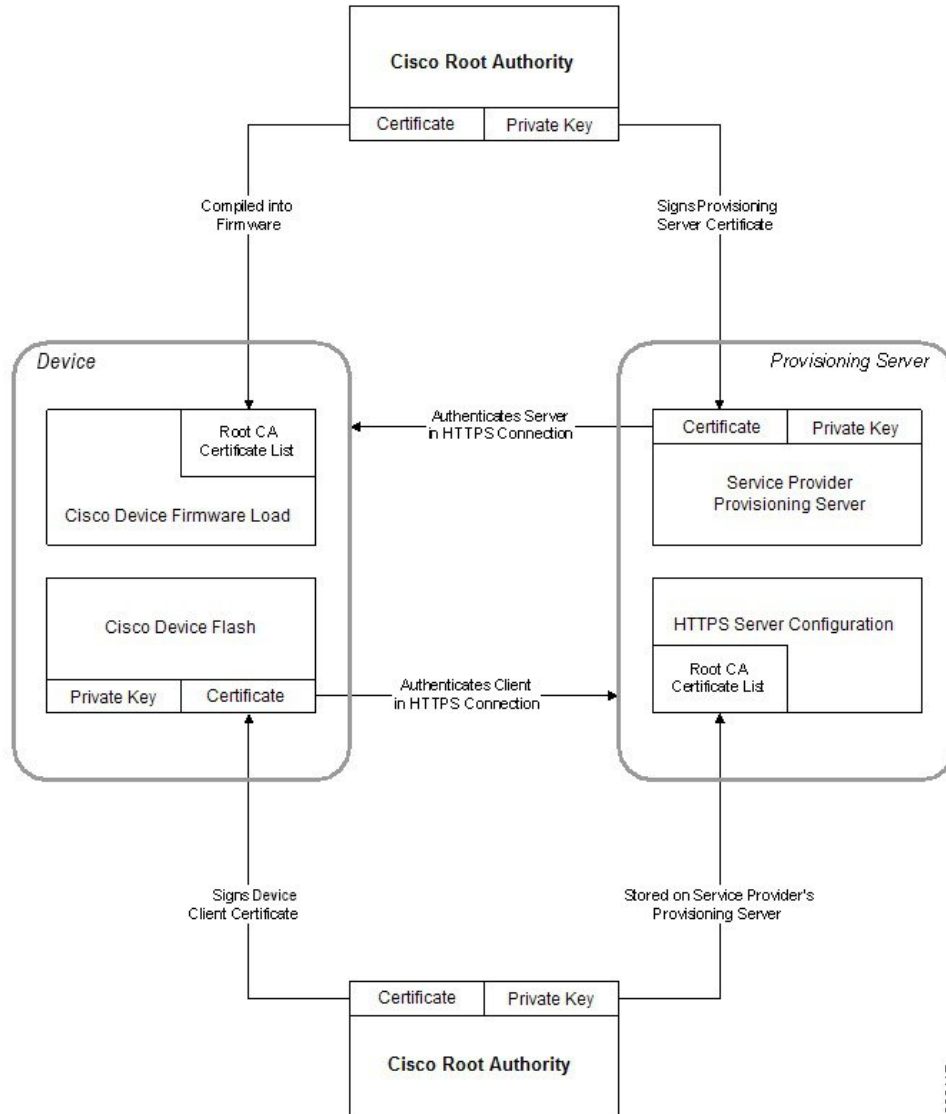 Cisco Root Authority
Certificate
Private Key
Compiled into
Firmware
Signs Provisioning
Server Certificate
Device
Provisioning Server
Root CA
Certificate List
Cisco Device Firmware Load
Authenticates Server
in HTTPS Connection
Certificate
Private Key
Service Provider
Provisioning Server
Cisco Device Flash
Private Key
Certificate
Authenticates Client
in HTTPS Connection
HTTPS Server Configuration
Root CA
Certificate List
Signs Device
Client Certificate
Stored on Service Provider's
Provisioning Server
Certificate
Private Key
Cisco Root Authority